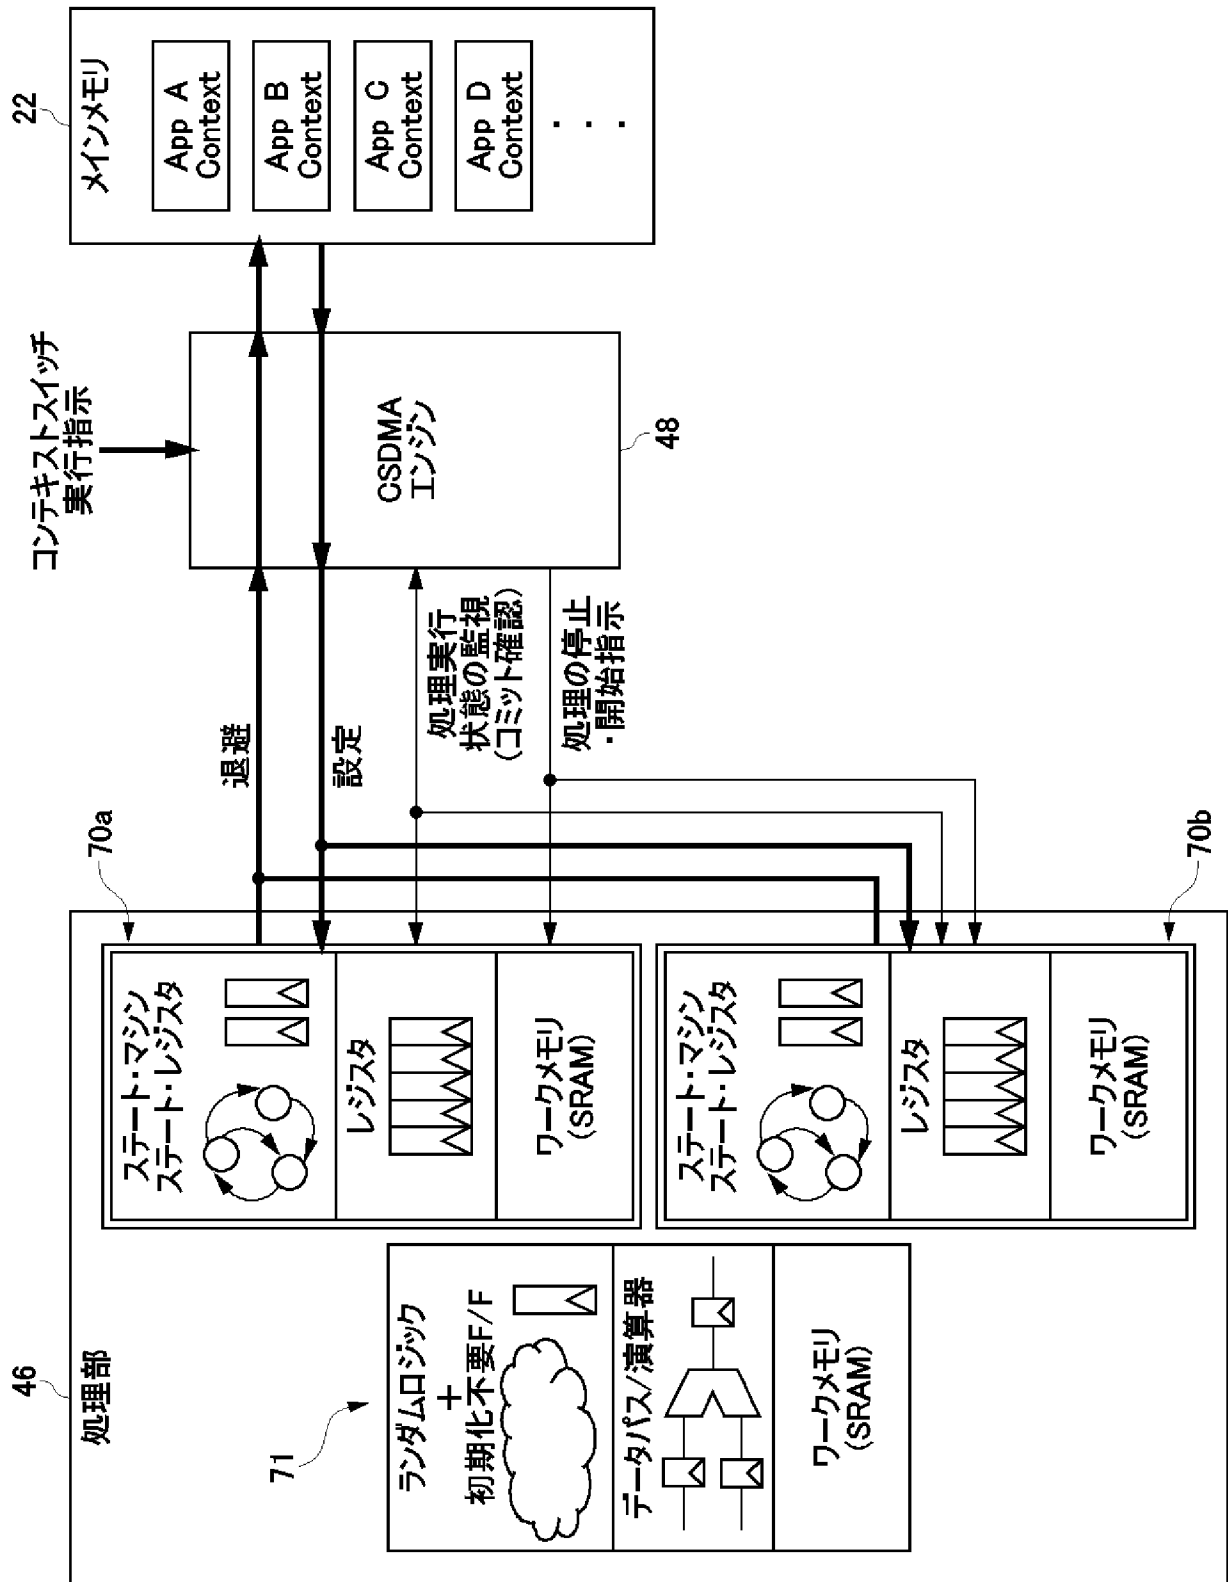 46
処理部
71
ランダムロジック
+
初期化不要F/F
データパス/演算器
ワークメモリ
(SRAM)
70a
ステート・マシン
ステート・レジスタ
レジスタ
ワークメモリ
(SRAM)
70b
ステート・マシン
ステート・レジスタ
レジスタ
ワークメモリ
(SRAM)
退避
設定
処理実行
状態の監視
(コミット確認)
処理の停止
・開始指示
コンテキストスイッチ
実行指示
CSDMA
エンジン
48
22
メインメモリ
App A
Context
App B
Context
App C
Context
App D
Context
・・・